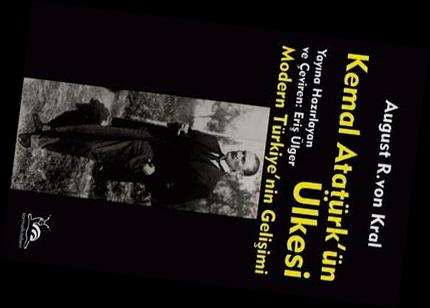 August R.von Kral
Kemal Atatürk'ün
Ülkesi
Yayına Hazırlayan
ve Çeviren: Eriş Ülger
Modern Türkiye'nin Gelişimi